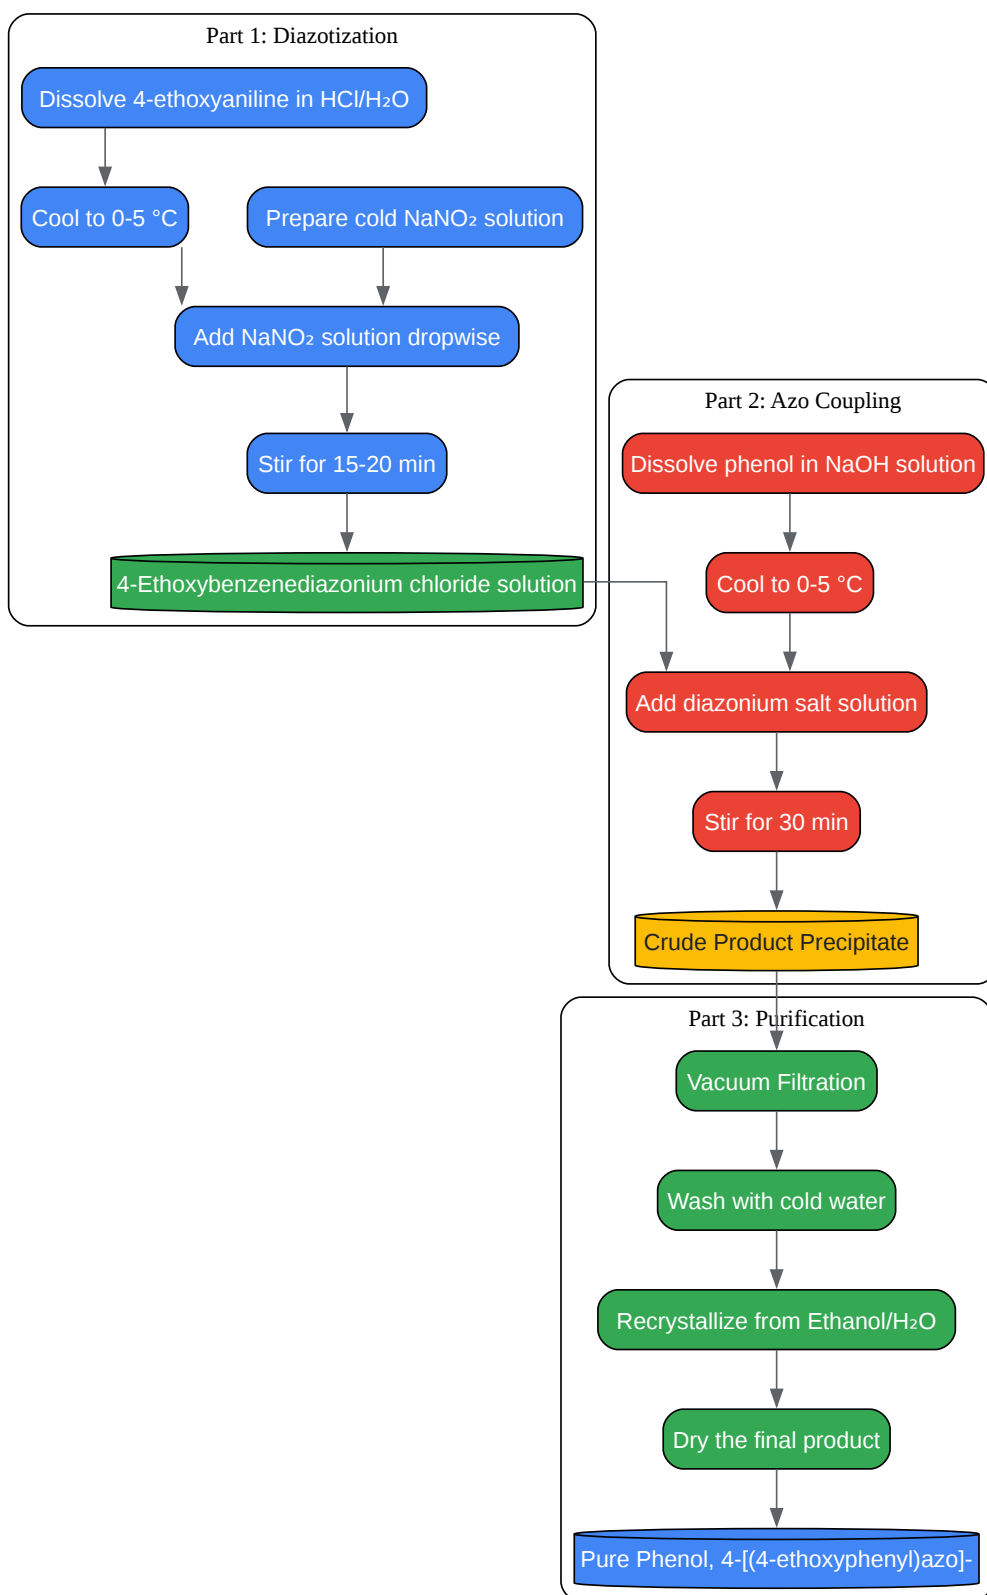 Part 1: Diazotization
Dissolve 4-ethoxyaniline in HCl/H₂O
Cool to 0-5 °C
Prepare cold NaNO₂ solution
Add NaNO₂ solution dropwise
Stir for 15-20 min
4-Ethoxybenzenediazonium chloride solution
Part 2: Azo Coupling
Dissolve phenol in NaOH solution
Cool to 0-5 °C
Add diazonium salt solution
Stir for 30 min
Crude Product Precipitate
Part 3: Purification
Vacuum Filtration
Wash with cold water
Recrystallize from Ethanol/H₂O
Dry the final product
Pure Phenol, 4-[(4-ethoxyphenyl)azo]-